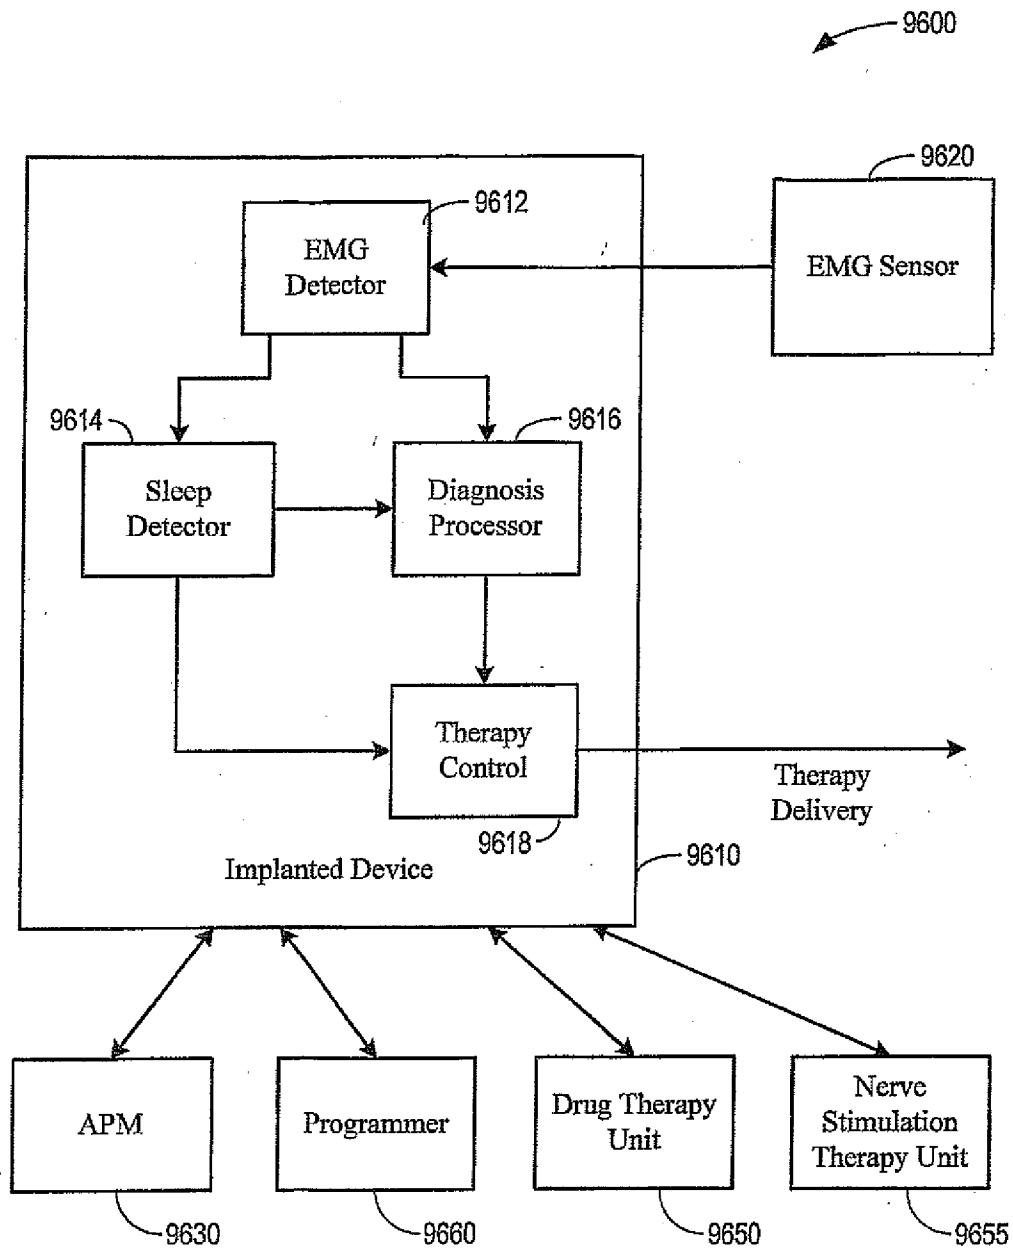 9600
9620
9612
EMG
Detector
EMG Sensor
9614
9616
Sleep
Detector
Diagnosis
Processor
Therapy
Control
Therapy
Delivery
9618
9610
Implanted Device
APM
Programmer
Drug Therapy
Unit
Nerve
Stimulation
Therapy Unit
9630
9660
9650
9655